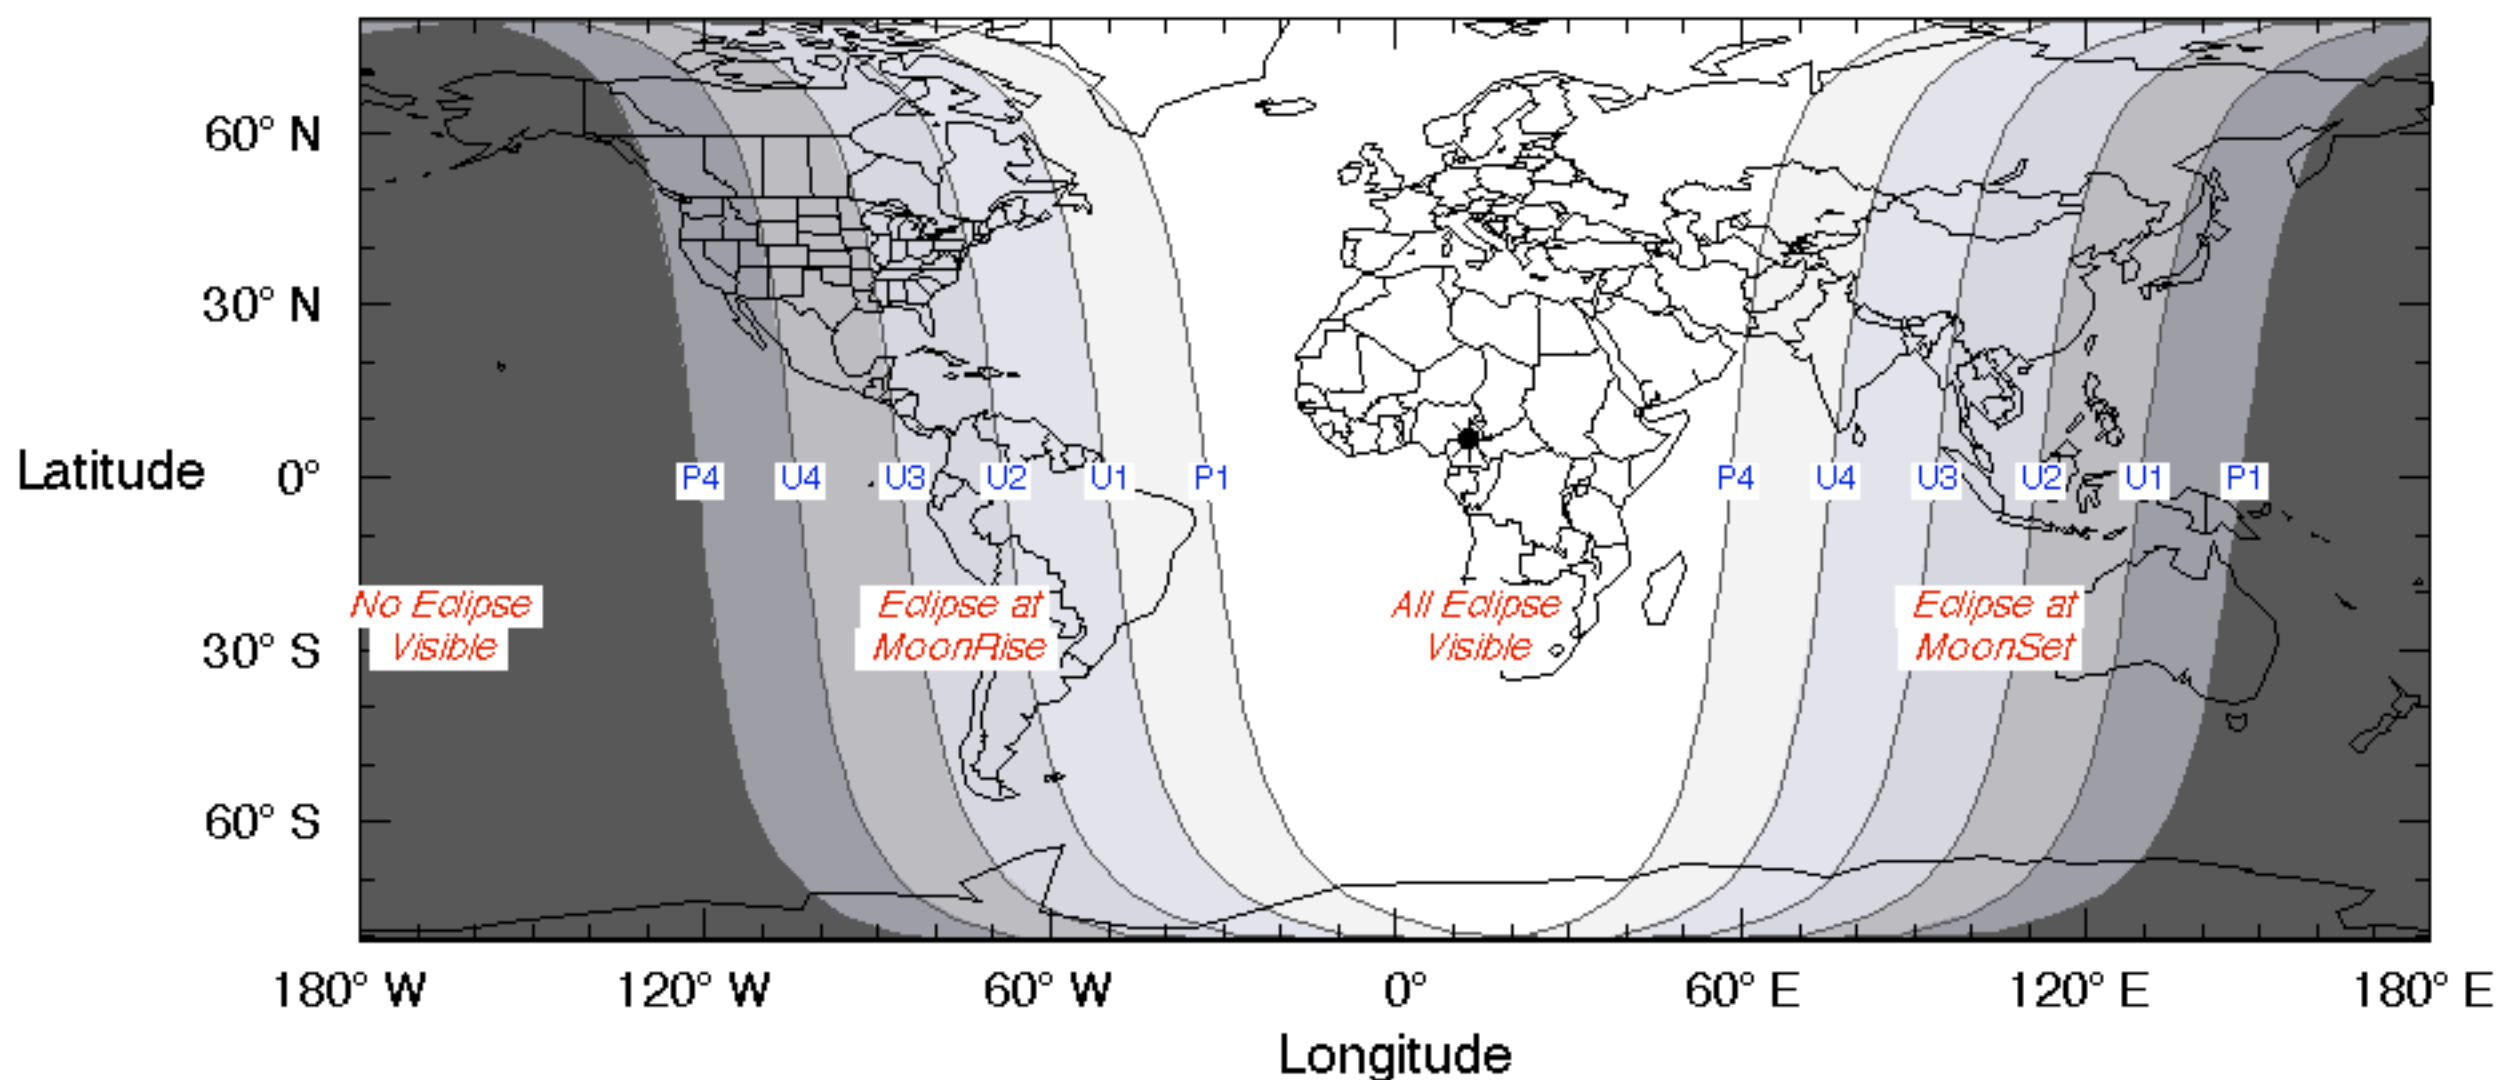 60° N
30° N
Latitude 0°
P4 U4 U3 U2 U1 P1 P4 U4 U3 U2 U1 P1
No Eclipse
Visible
Eclipse at
MoonRise
All Eclipse
Visible
Eclipse at
MoonSet
30° S
60° S
180° W 120° W 60° W 0° 60° E 120° E 180° E
Longitude